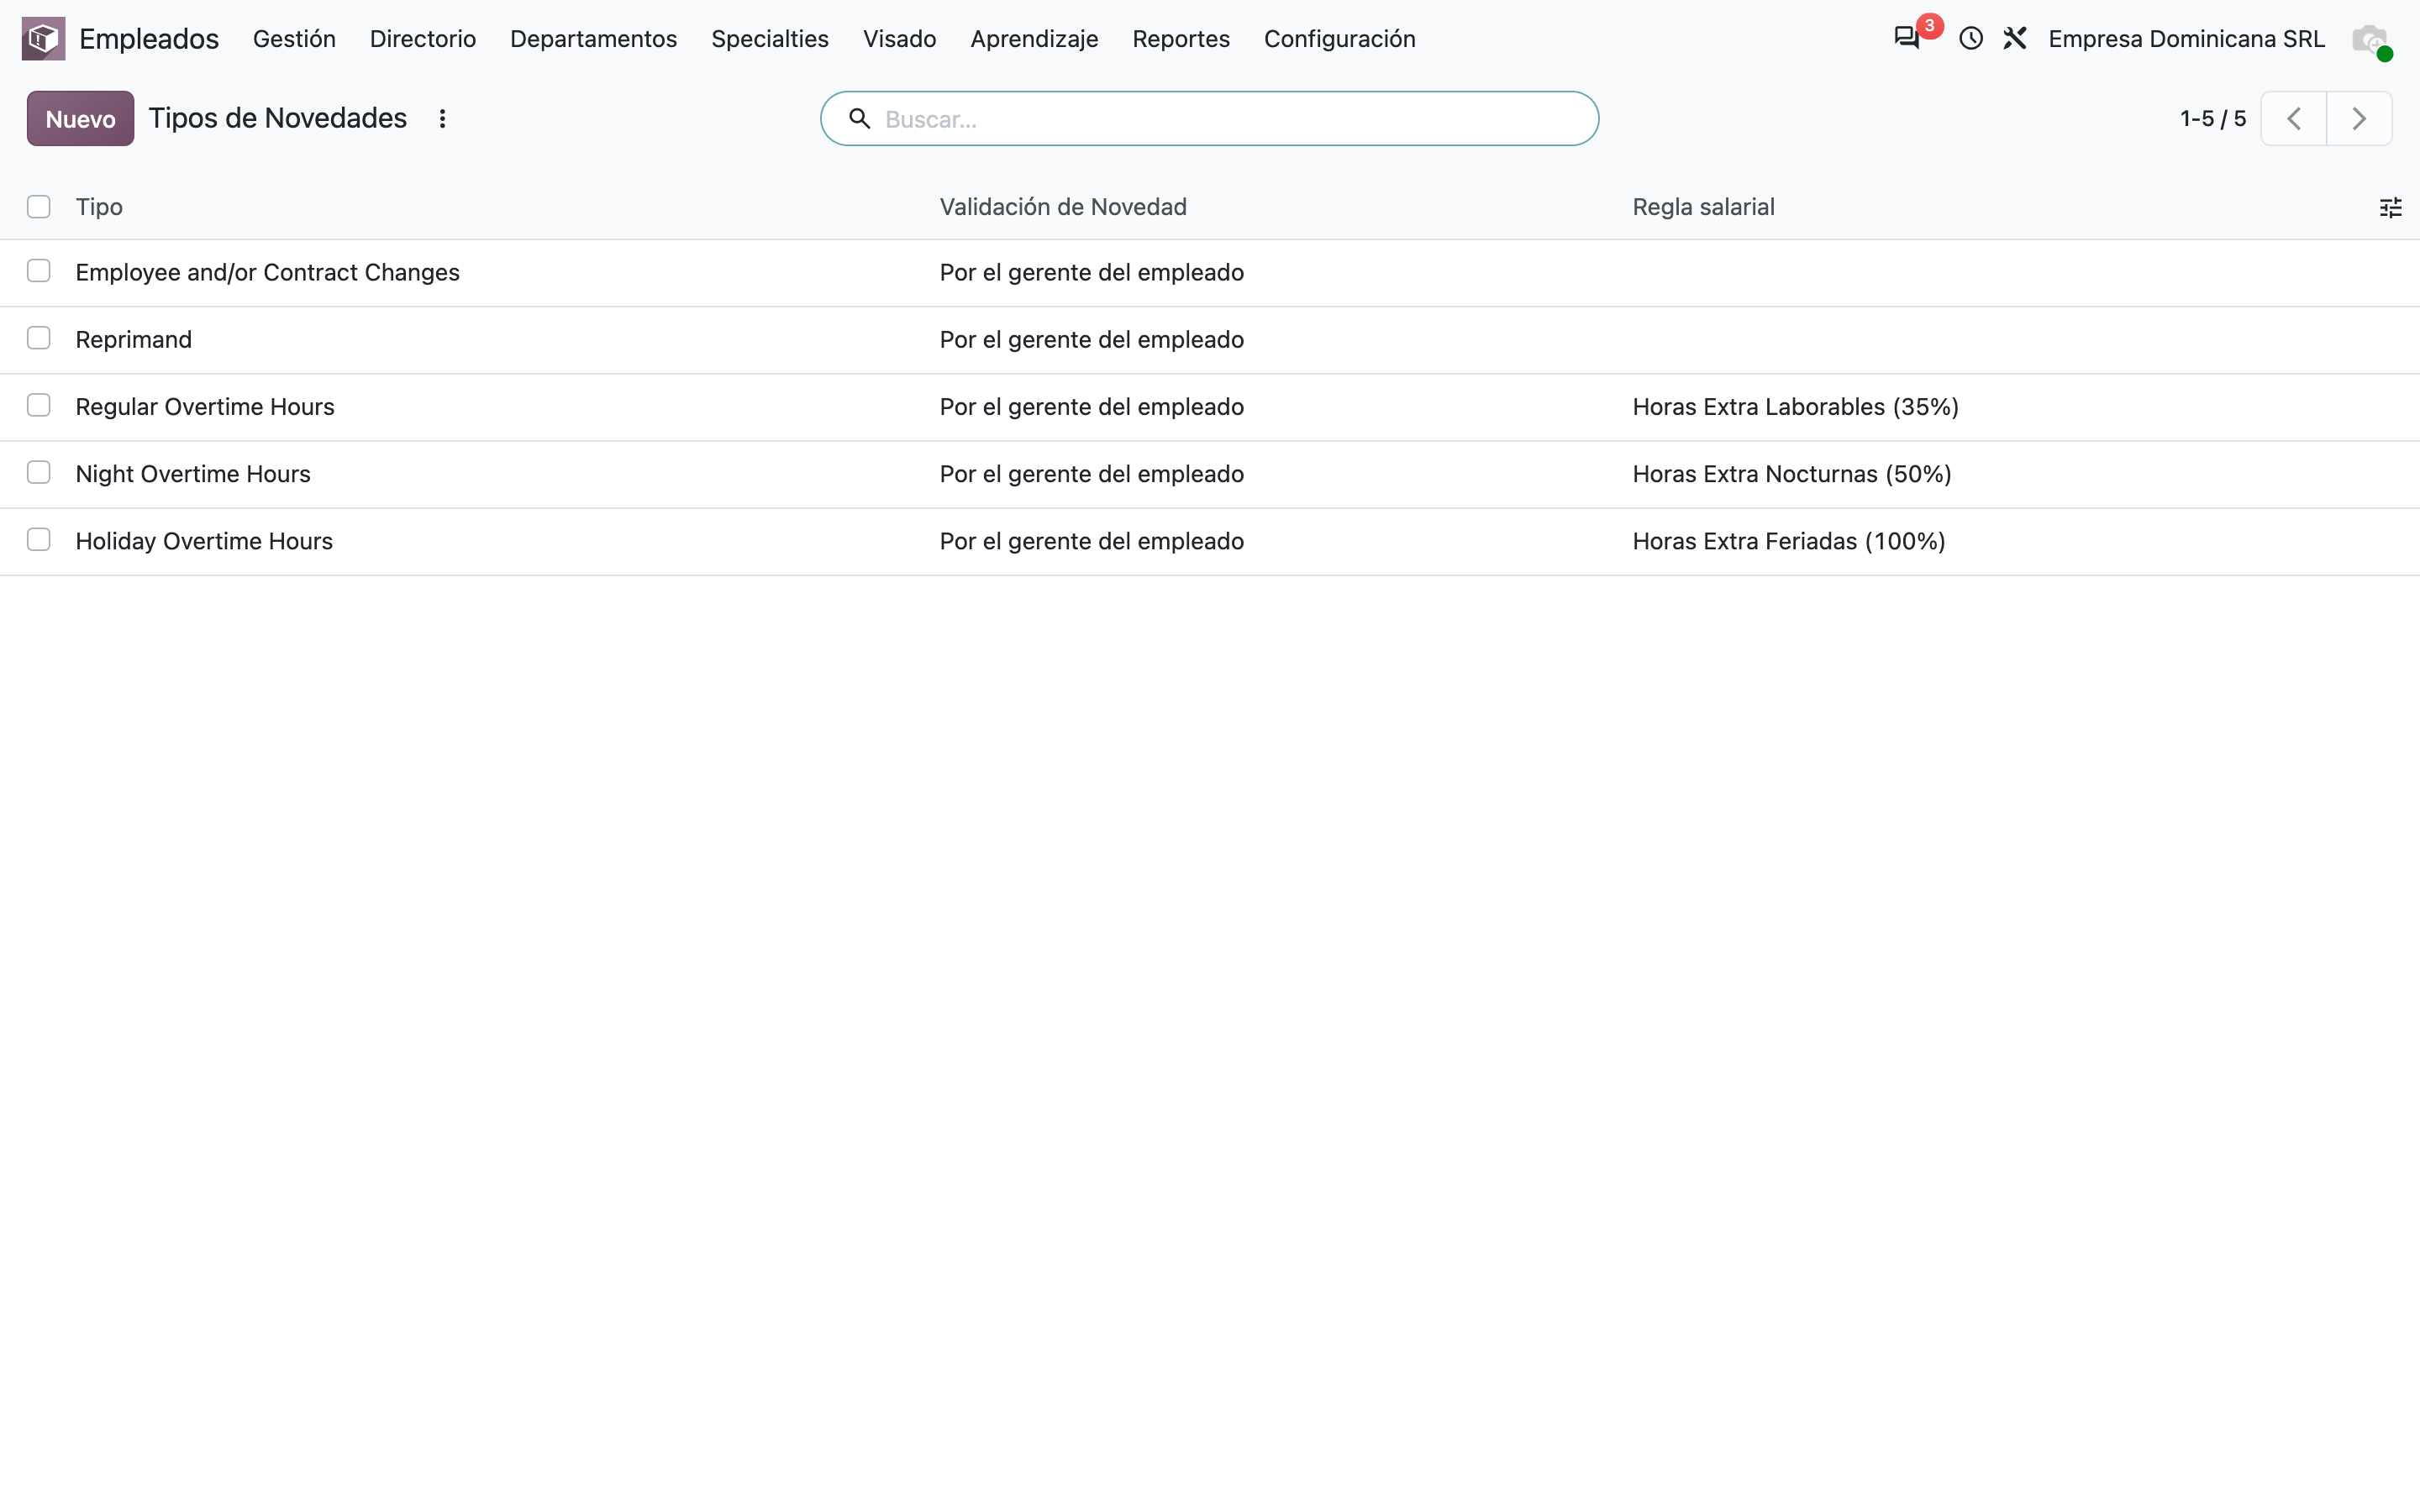 Empleados Gestión Directorio Departamentos Specialties Visado Aprendizaje Reportes Configuración 3 Empresa Dominicana SRL
Nuevo Tipos de Novedades Buscar... 1-5 / 5
Tipo Validación de Novedad Regla salarial
Employee and/or Contract Changes Por el gerente del empleado
Reprimand Por el gerente del empleado
Regular Overtime Hours Por el gerente del empleado Horas Extra Laborables (35%)
Night Overtime Hours Por el gerente del empleado Horas Extra Nocturnas (50%)
Holiday Overtime Hours Por el gerente del empleado Horas Extra Feriadas (100%)